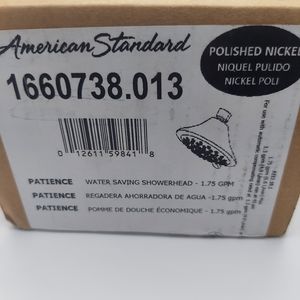 American Standard
POLISHED NICKEL
NIQUEL PULIDO
NICKEL POLI
1660738.013
0 12611 59841 8
PATIENCE WATER SAVING SHOWERHEAD - 1.75 GPM
PATIENCE REGADERA AHORRADORA DE AGUA - 1.75 gpm
PATIENCE POMME DE DOUCHE ÉCONOMIQUE - 1.75 gpm